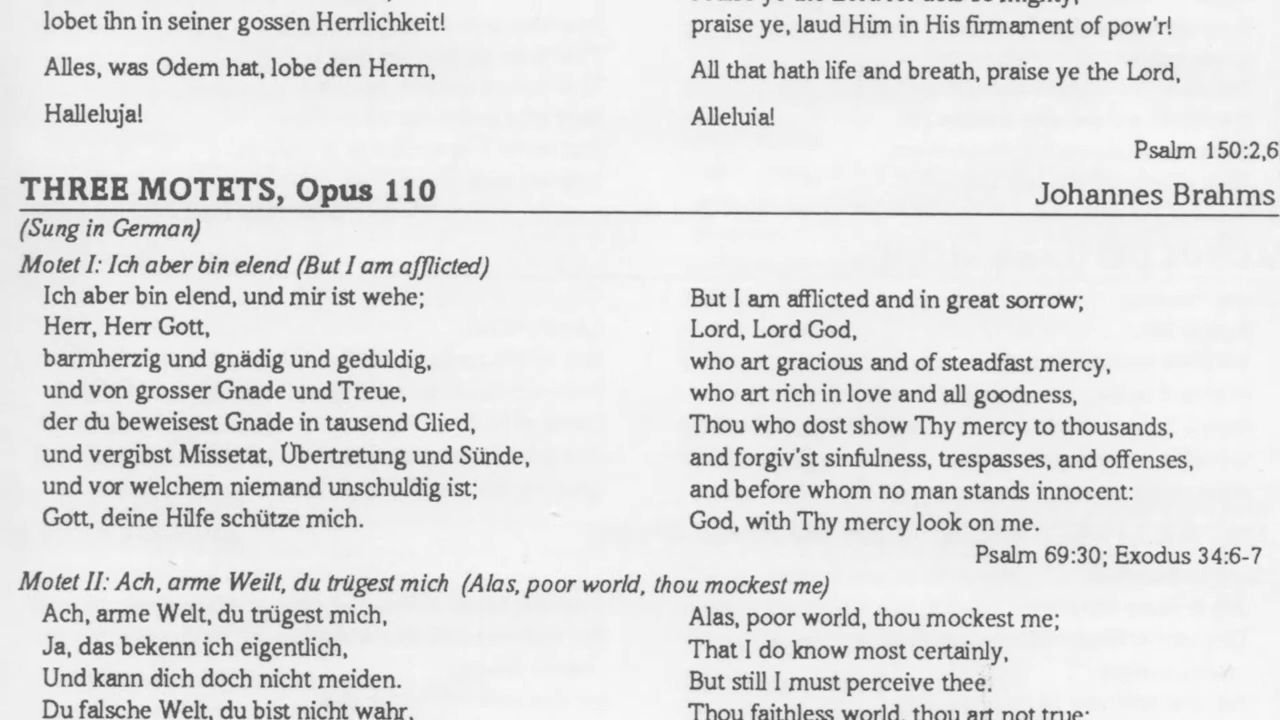 lobet ihn in seiner gossen Herrlichkeit!
Alles, was Odem hat, lobe den Herrn,
Halleluja!
praise ye, laud Him in His firmament of pow'r!
All that hath life and breath, praise ye the Lord,
Alleluia!
Psalm 150:2,6
THREE MOTETS, Opus 110
Johannes Brahms
(Sung in German)
Motet I: Ich aber bin elend (But I am afflicted)
Ich aber bin elend, und mir ist wehe;
Herr, Herr Gott,
barmherzig und gnädig und geduldig,
und von grosser Gnade und Treue,
der du beweisest Gnade in tausend Glied,
und vergibst Missetat, Übertretung und Sünde,
und vor welchem niemand unschuldig ist;
Gott, deine Hilfe schütze mich.
But I am afflicted and in great sorrow;
Lord, Lord God,
who art gracious and of steadfast mercy,
who art rich in love and all goodness,
Thou who dost show Thy mercy to thousands,
and forgiv'st sinfulness, trespasses, and offenses,
and before whom no man stands innocent:
God, with Thy mercy look on me.
Psalm 69:30; Exodus 34:6-7
Motet II: Ach, arme Weilt, du trügest mich (Alas, poor world, thou mockest me)
Ach, arme Welt, du trügest mich,
Ja, das bekenn ich eigentlich,
Und kann dich doch nicht meiden.
Du falsche Welt, du bist nicht wahr,
Alas, poor world, thou mockest me;
That I do know most certainly,
But still I must perceive thee.
Thou faithless world, thou art not true;